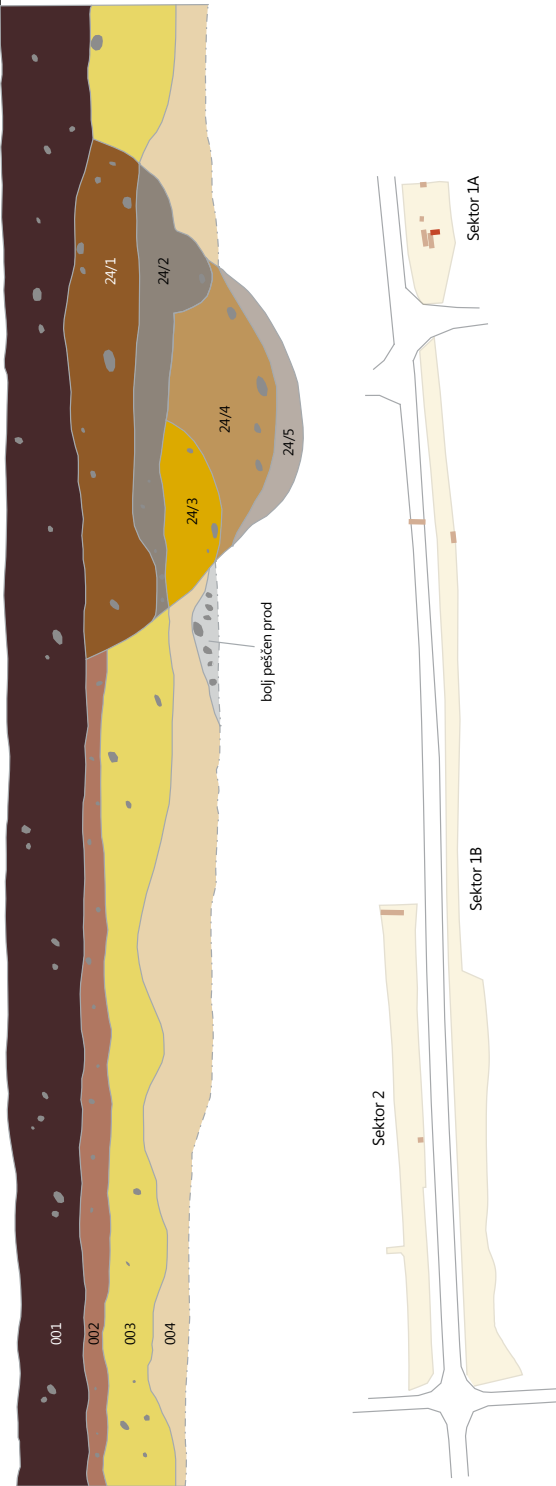 001
002
003
004
24/1
24/2
24/3
24/4
24/5
bolj peščen prod
Sektor 2
Sektor 1B
Sektor 1A